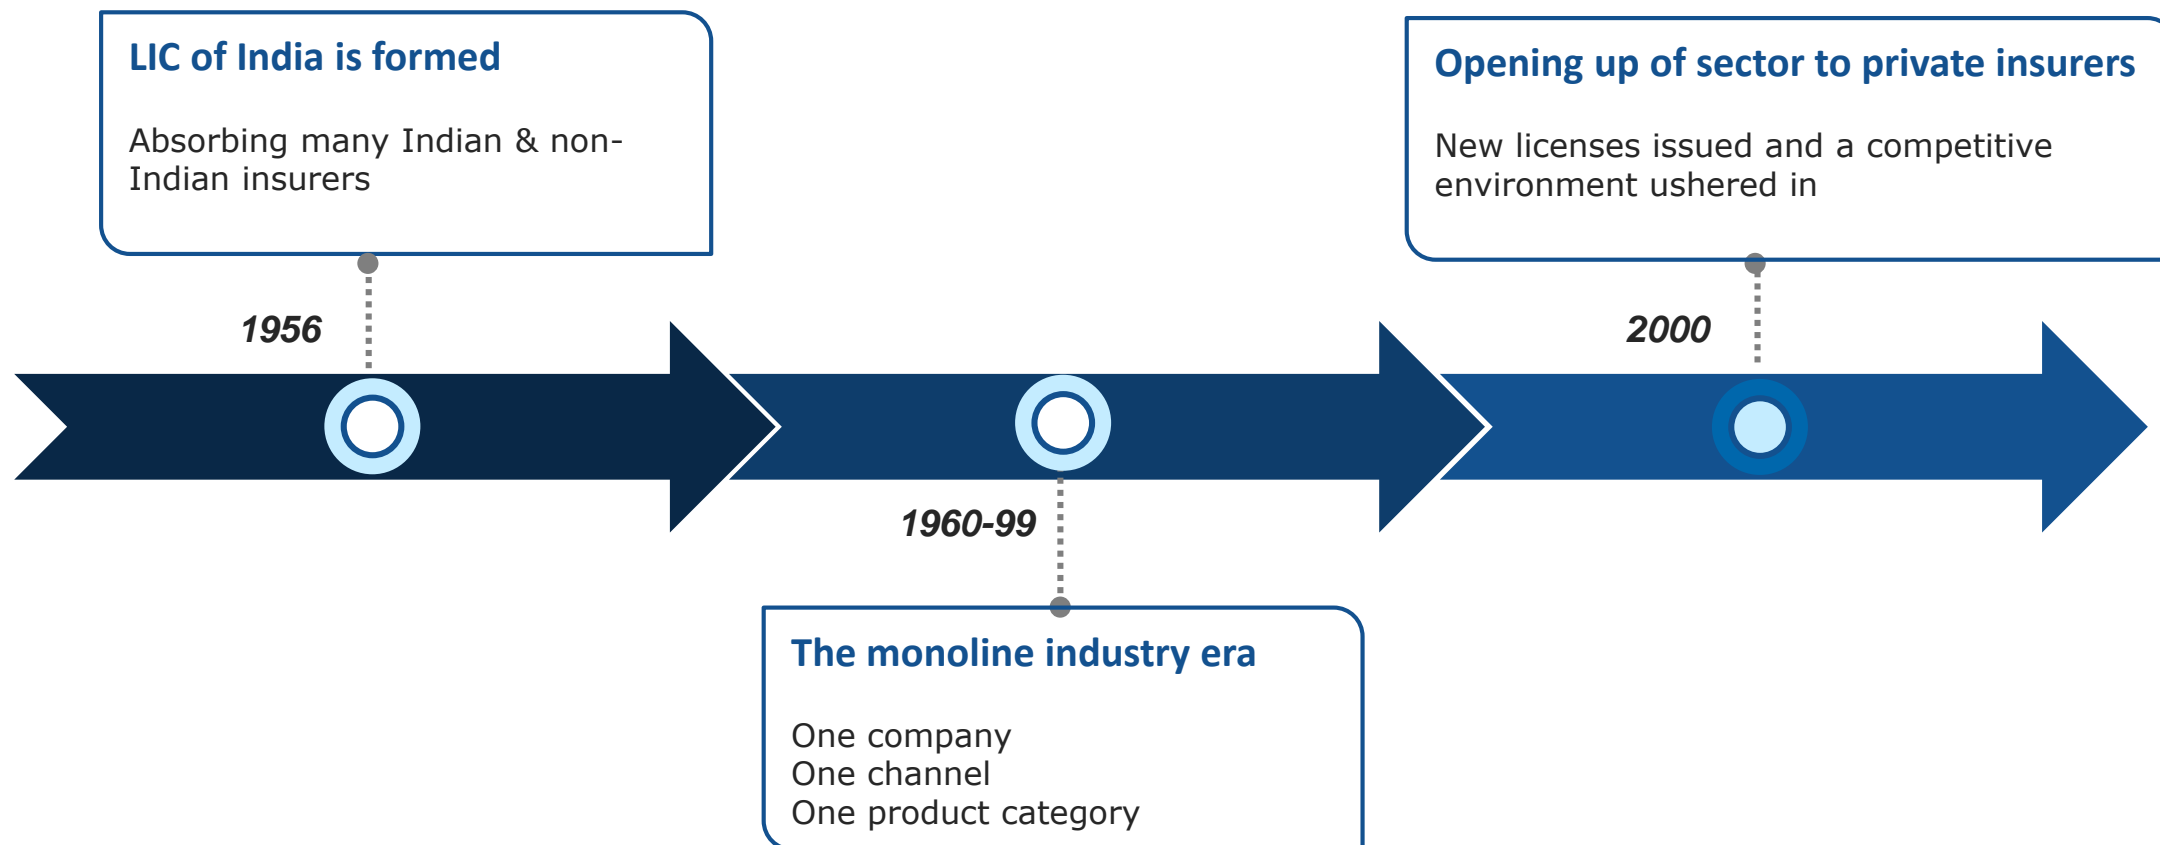 LIC of India is formed
Absorbing many Indian & non-
Indian insurers
1956
1960-99
The monoline industry era
One company
One channel
One product category
Opening up of sector to private insurers
New licenses issued and a competitive
environment ushered in
2000